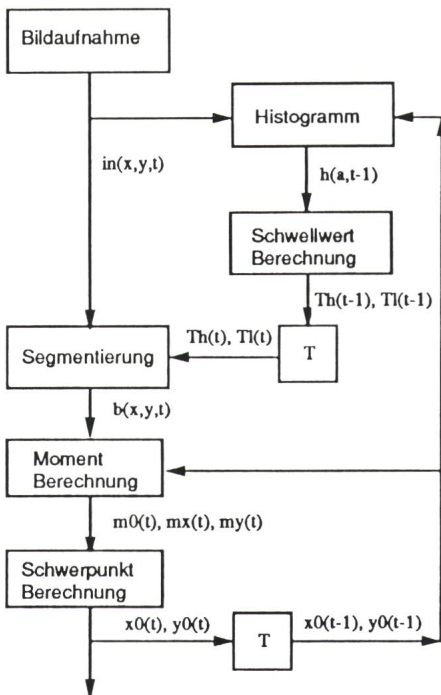 Bildaufnahme
Histogramm
in(x,y,t)
h(a,t-1)
Schwellwert
Berechnung
Th(t-1), Tl(t-1)
Th(t), Tl(t)
T
Segmentierung
b(x,y,t)
Moment
Berechnung
m0(t), mx(t), my(t)
Schwerpunkt
Berechnung
x0(t), y0(t)
T
x0(t-1), y0(t-1)